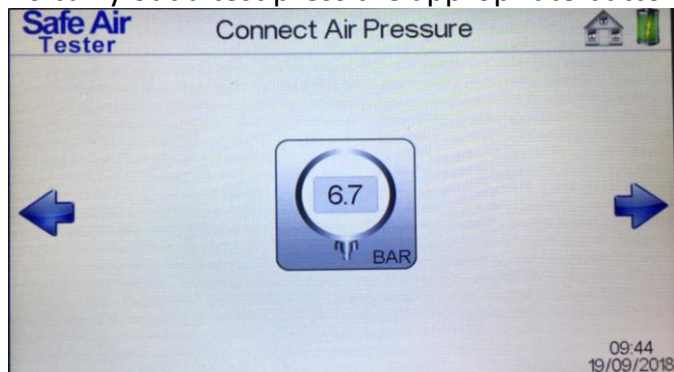 Safe Air
Tester
Connect Air Pressure
6.7
BAR
09:44
19/09/2018